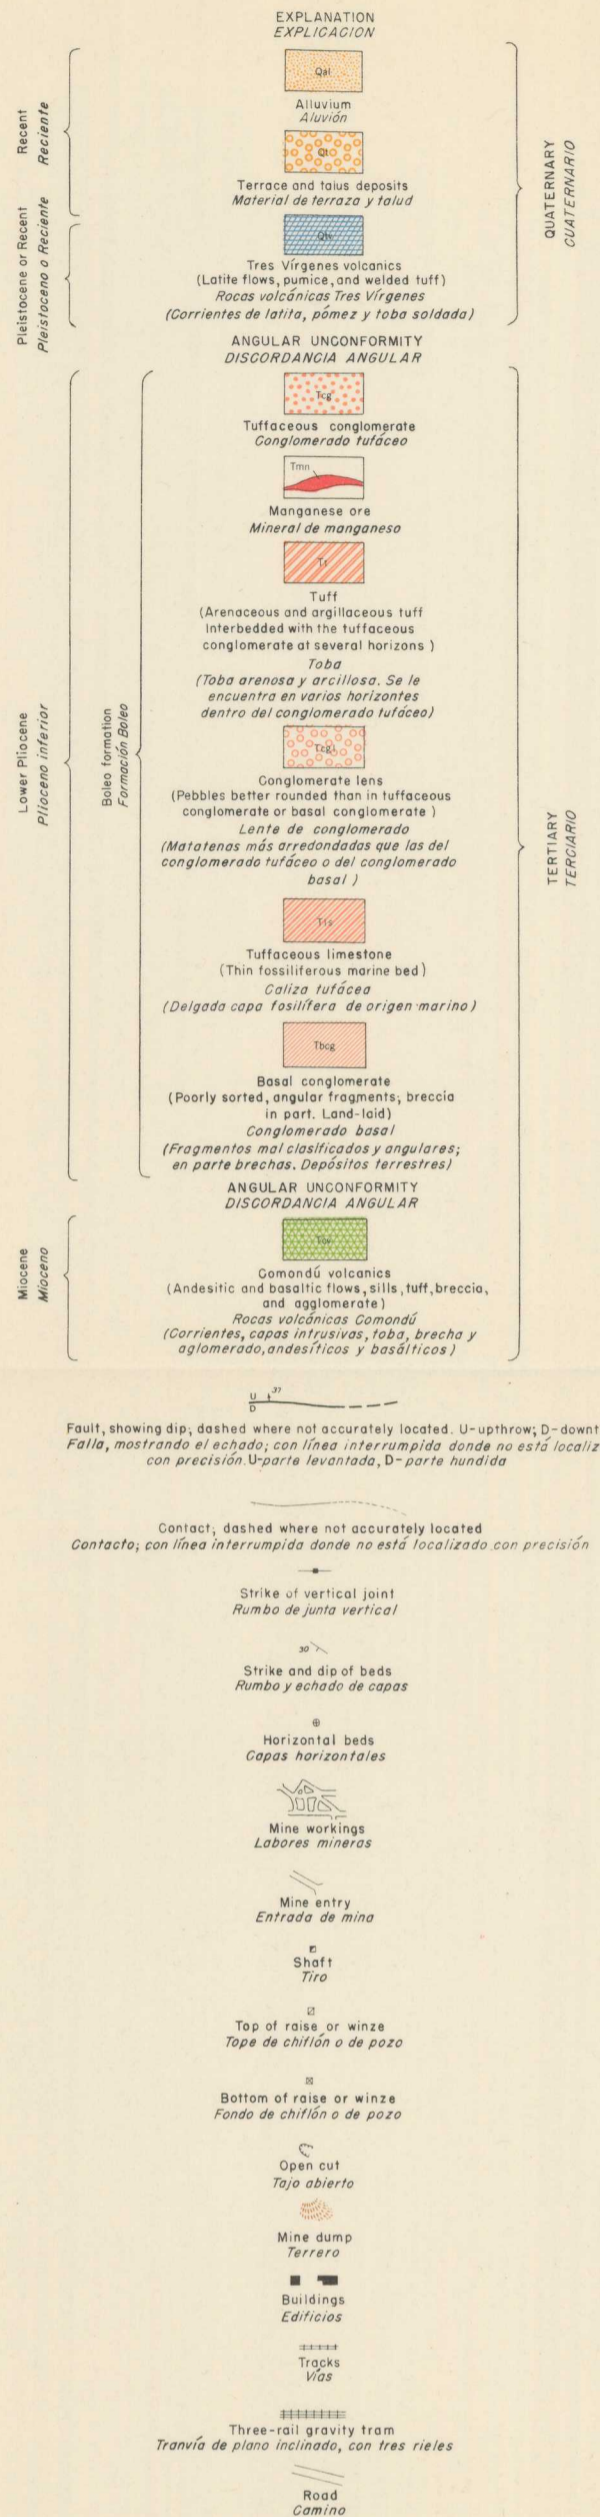 EXPLANATION
EXPLICACION
Qal
Alluvium
Aluvión
Qt
Terrace and talus deposits
Material de terraza y talud
Recent
Reciente
Qtv
Tres Vírgenes volcanics
(Latite flows, pumice, and welded tuff)
Rocas volcánicas Tres Vírgenes
(Corrientes de latita, pómez y toba soldada)
Pleistocene or Recent
Pleistoceno o Reciente
QUATERNARY
CUATERNARIO
ANGULAR UNCONFORMITY
DISCORDANCIA ANGULAR
Tcg
Tuffaceous conglomerate
Conglomerado tufáceo
Tmn
Manganese ore
Mineral de manganeso
Tt
Tuff
(Arenaceous and argillaceous tuff
Interbedded with the tuffaceous
conglomerate at several horizons )
Toba
(Toba arenosa y arcillosa. Se le
encuentra en varios horizontes
dentro del conglomerado tufáceo)
Tcgl
Conglomerate lens
(Pebbles better rounded than in tuffaceous
conglomerate or basal conglomerate )
Lente de conglomerado
(Matatenas más arredondadas que las del
conglomerado tufáceo o del conglomerado
basal )
Tls
Tuffaceous limestone
(Thin fossiliferous marine bed)
Caliza tufácea
(Delgada capa fosilífera de origen marino)
Tbcg
Basal conglomerate
(Poorly sorted, angular fragments; breccia
in part. Land-laid)
Conglomerado basal
(Fragmentos mal clasificados y angulares;
en parte brechas. Depósitos terrestres)
Boleo formation
Formación Boleo
Lower Pliocene
Plioceno inferior
ANGULAR UNCONFORMITY
DISCORDANCIA ANGULAR
Tcv
Comondú volcanics
(Andesitic and basaltic flows, sills, tuff, breccia,
and agglomerate)
Rocas volcánicas Comondú
(Corrientes, capas intrusivas, toba, brecha y
aglomerado, andesíticos y basálticos )
Miocene
Mioceno
TERTIARY
TERCIARIO
U 37
D
Fault, showing dip; dashed where not accurately located. U-upthrow; D-downt
Falla, mostrando el echado; con línea interrumpida donde no está localiz
con precisión. U-parte levantada, D-parte hundida
Contact; dashed where not accurately located
Contacto; con línea interrumpida donde no está localizado con precisión
Strike of vertical joint
Rumbo de junta vertical
30
Strike and dip of beds
Rumbo y echado de capas
Horizontal beds
Capas horizontales
Mine workings
Labores mineras
Mine entry
Entrada de mina
Shaft
Tiro
Top of raise or winze
Tope de chiflón o de pozo
Bottom of raise or winze
Fondo de chiflón o de pozo
Open cut
Tajo abierto
Mine dump
Terrero
Buildings
Edificios
Tracks
Vías
Three-rail gravity tram
Tranvía de plano inclinado, con tres rieles
Road
Camino